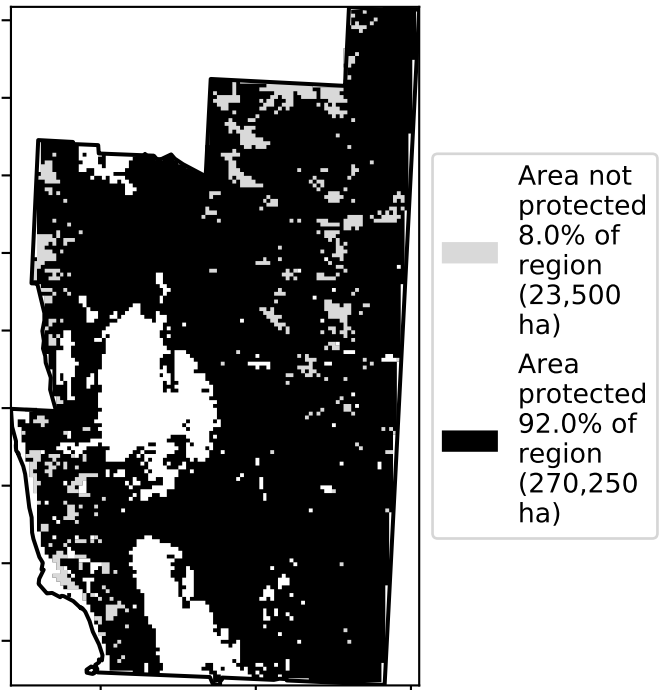 Area not
protected
8.0% of
region
(23,500
ha)
Area
protected
92.0% of
region
(270,250
ha)